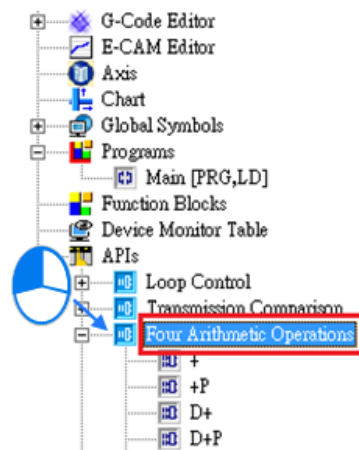 G-Code Editor
E-CAM Editor
Axis
Chart
Global Symbols
Programs
Main [PRG,LD]
Function Blocks
Device Monitor Table
APIs
Loop Control
Transmission Comparison
Four Arithmetic Operations
+
+P
D+
D+P